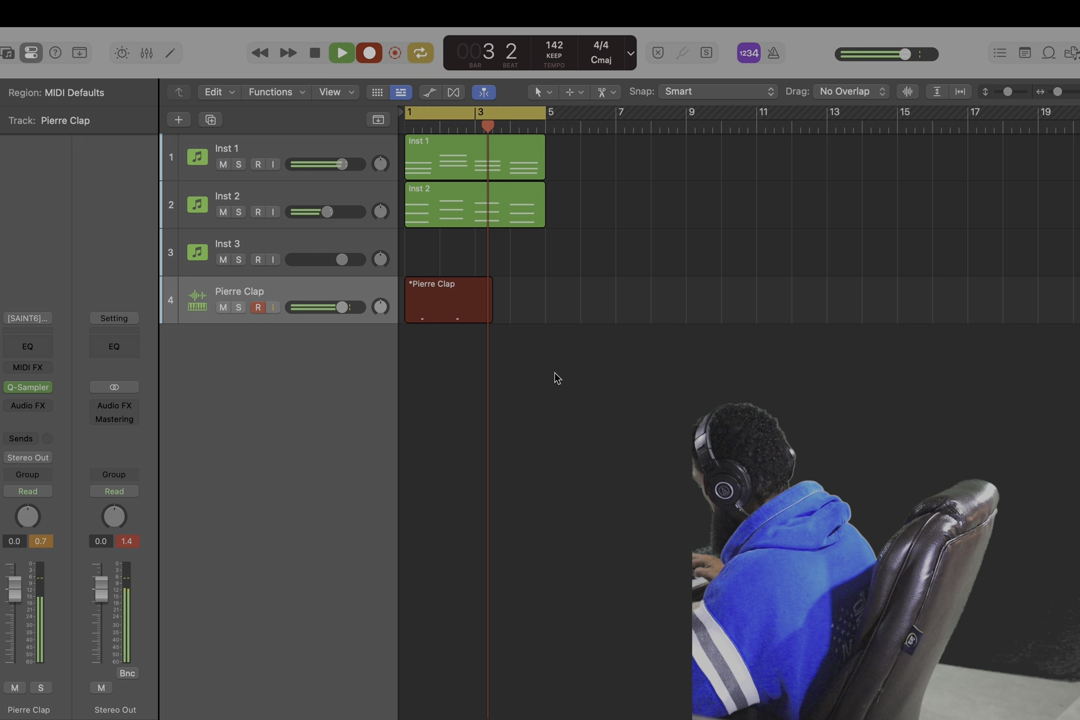 003 2
BAR BEAT
142
KEEP
TEMPO
4/4
Cmaj
S
1234
Region: MIDI Defaults
Edit Functions View
Snap: Smart
Drag: No Overlap
Track: Pierre Clap
1 3 5 7 9 11 13 15 17 19
1 Inst 1
M S R I
Inst 1
2 Inst 2
M S R I
Inst 2
3 Inst 3
M S R I
4 Pierre Clap
M S R I
*Pierre Clap
[SAINT6]... Setting
EQ EQ
MIDI FX
Q-Sampler
Audio FX Audio FX
Mastering
Sends
Stereo Out
Group Group
Read Read
0.0 0.7 0.0 1.4
Bnc
M S M
Pierre Clap Stereo Out